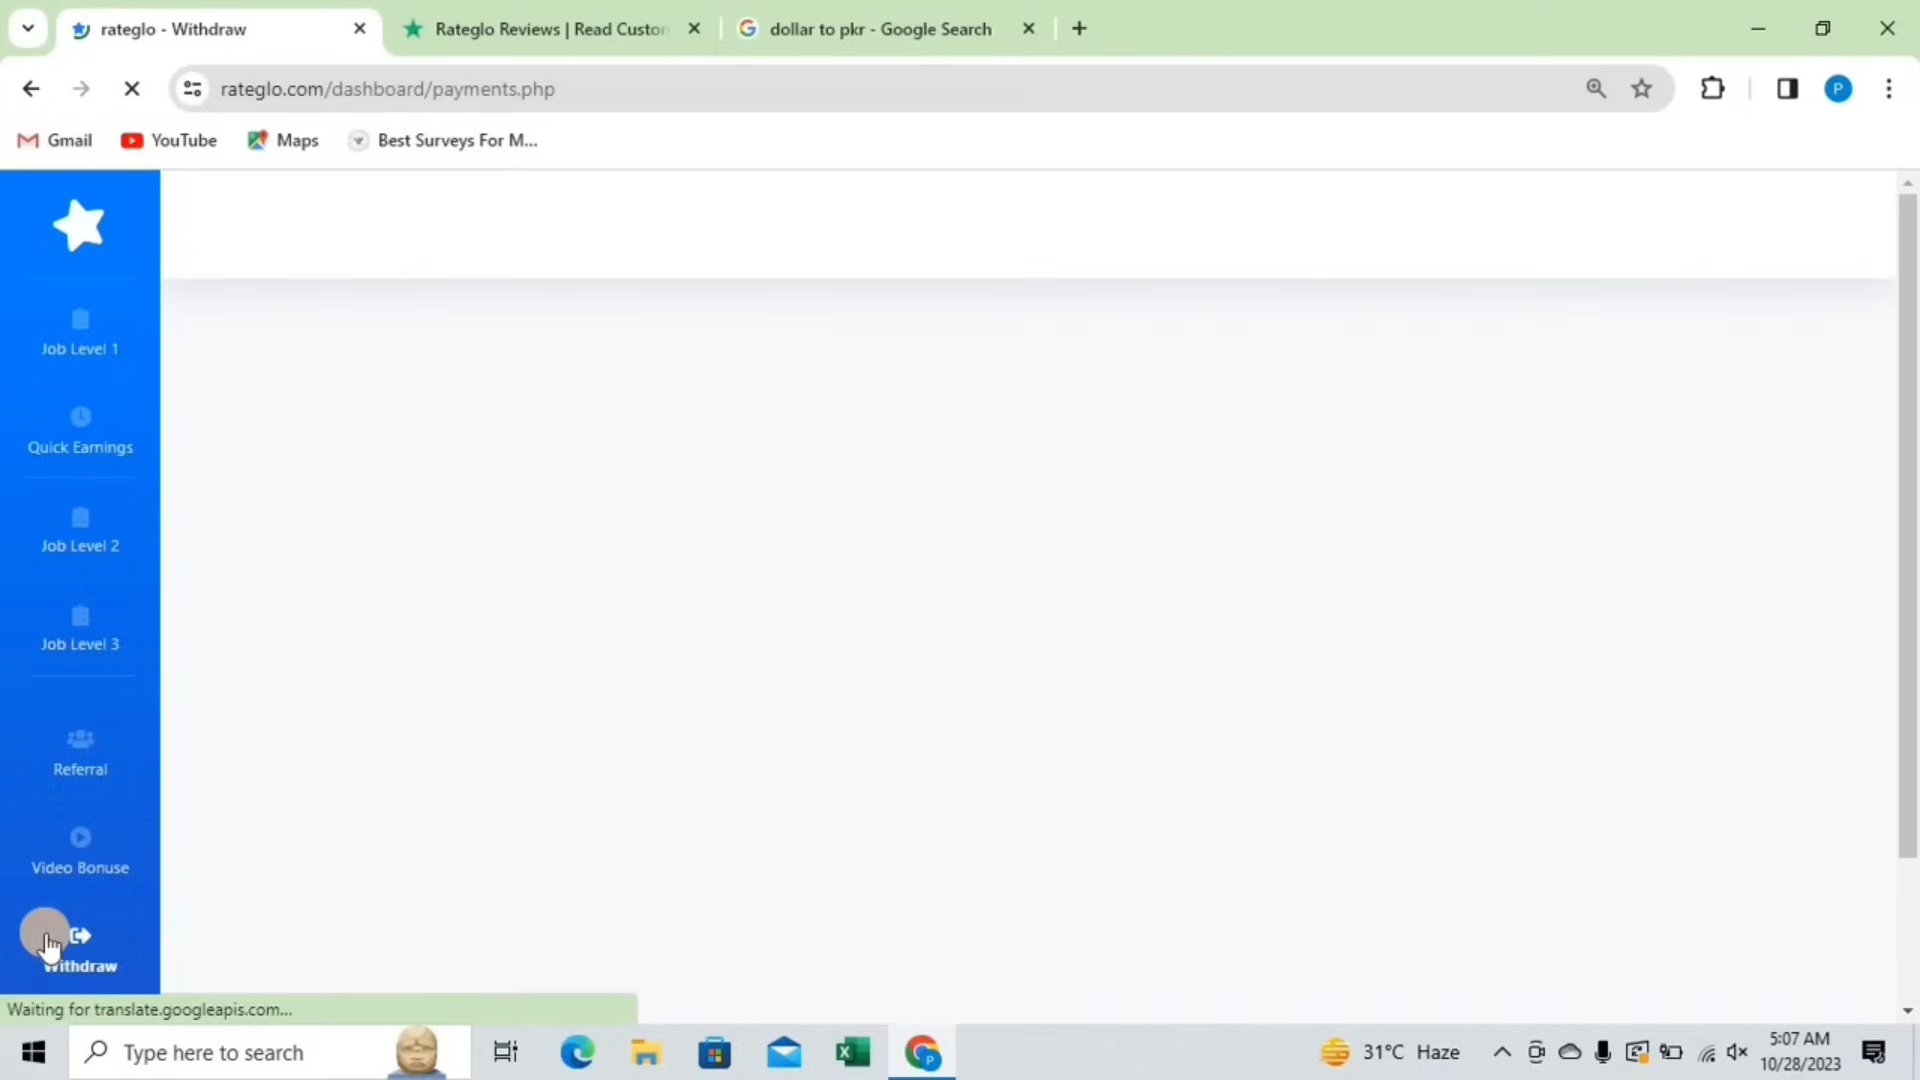 rateglo - Withdraw
Rateglo Reviews | Read Custon
dollar to pkr - Google Search
rateglo.com/dashboard/payments.php
P
Gmail
YouTube
Maps
Best Surveys For M...
Job Level 1
Quick Earnings
Job Level 2
Job Level 3
Referral
Video Bonuse
Withdraw
Waiting for translate.googleapis.com...
Type here to search
31°C Haze
5:07 AM
10/28/2023